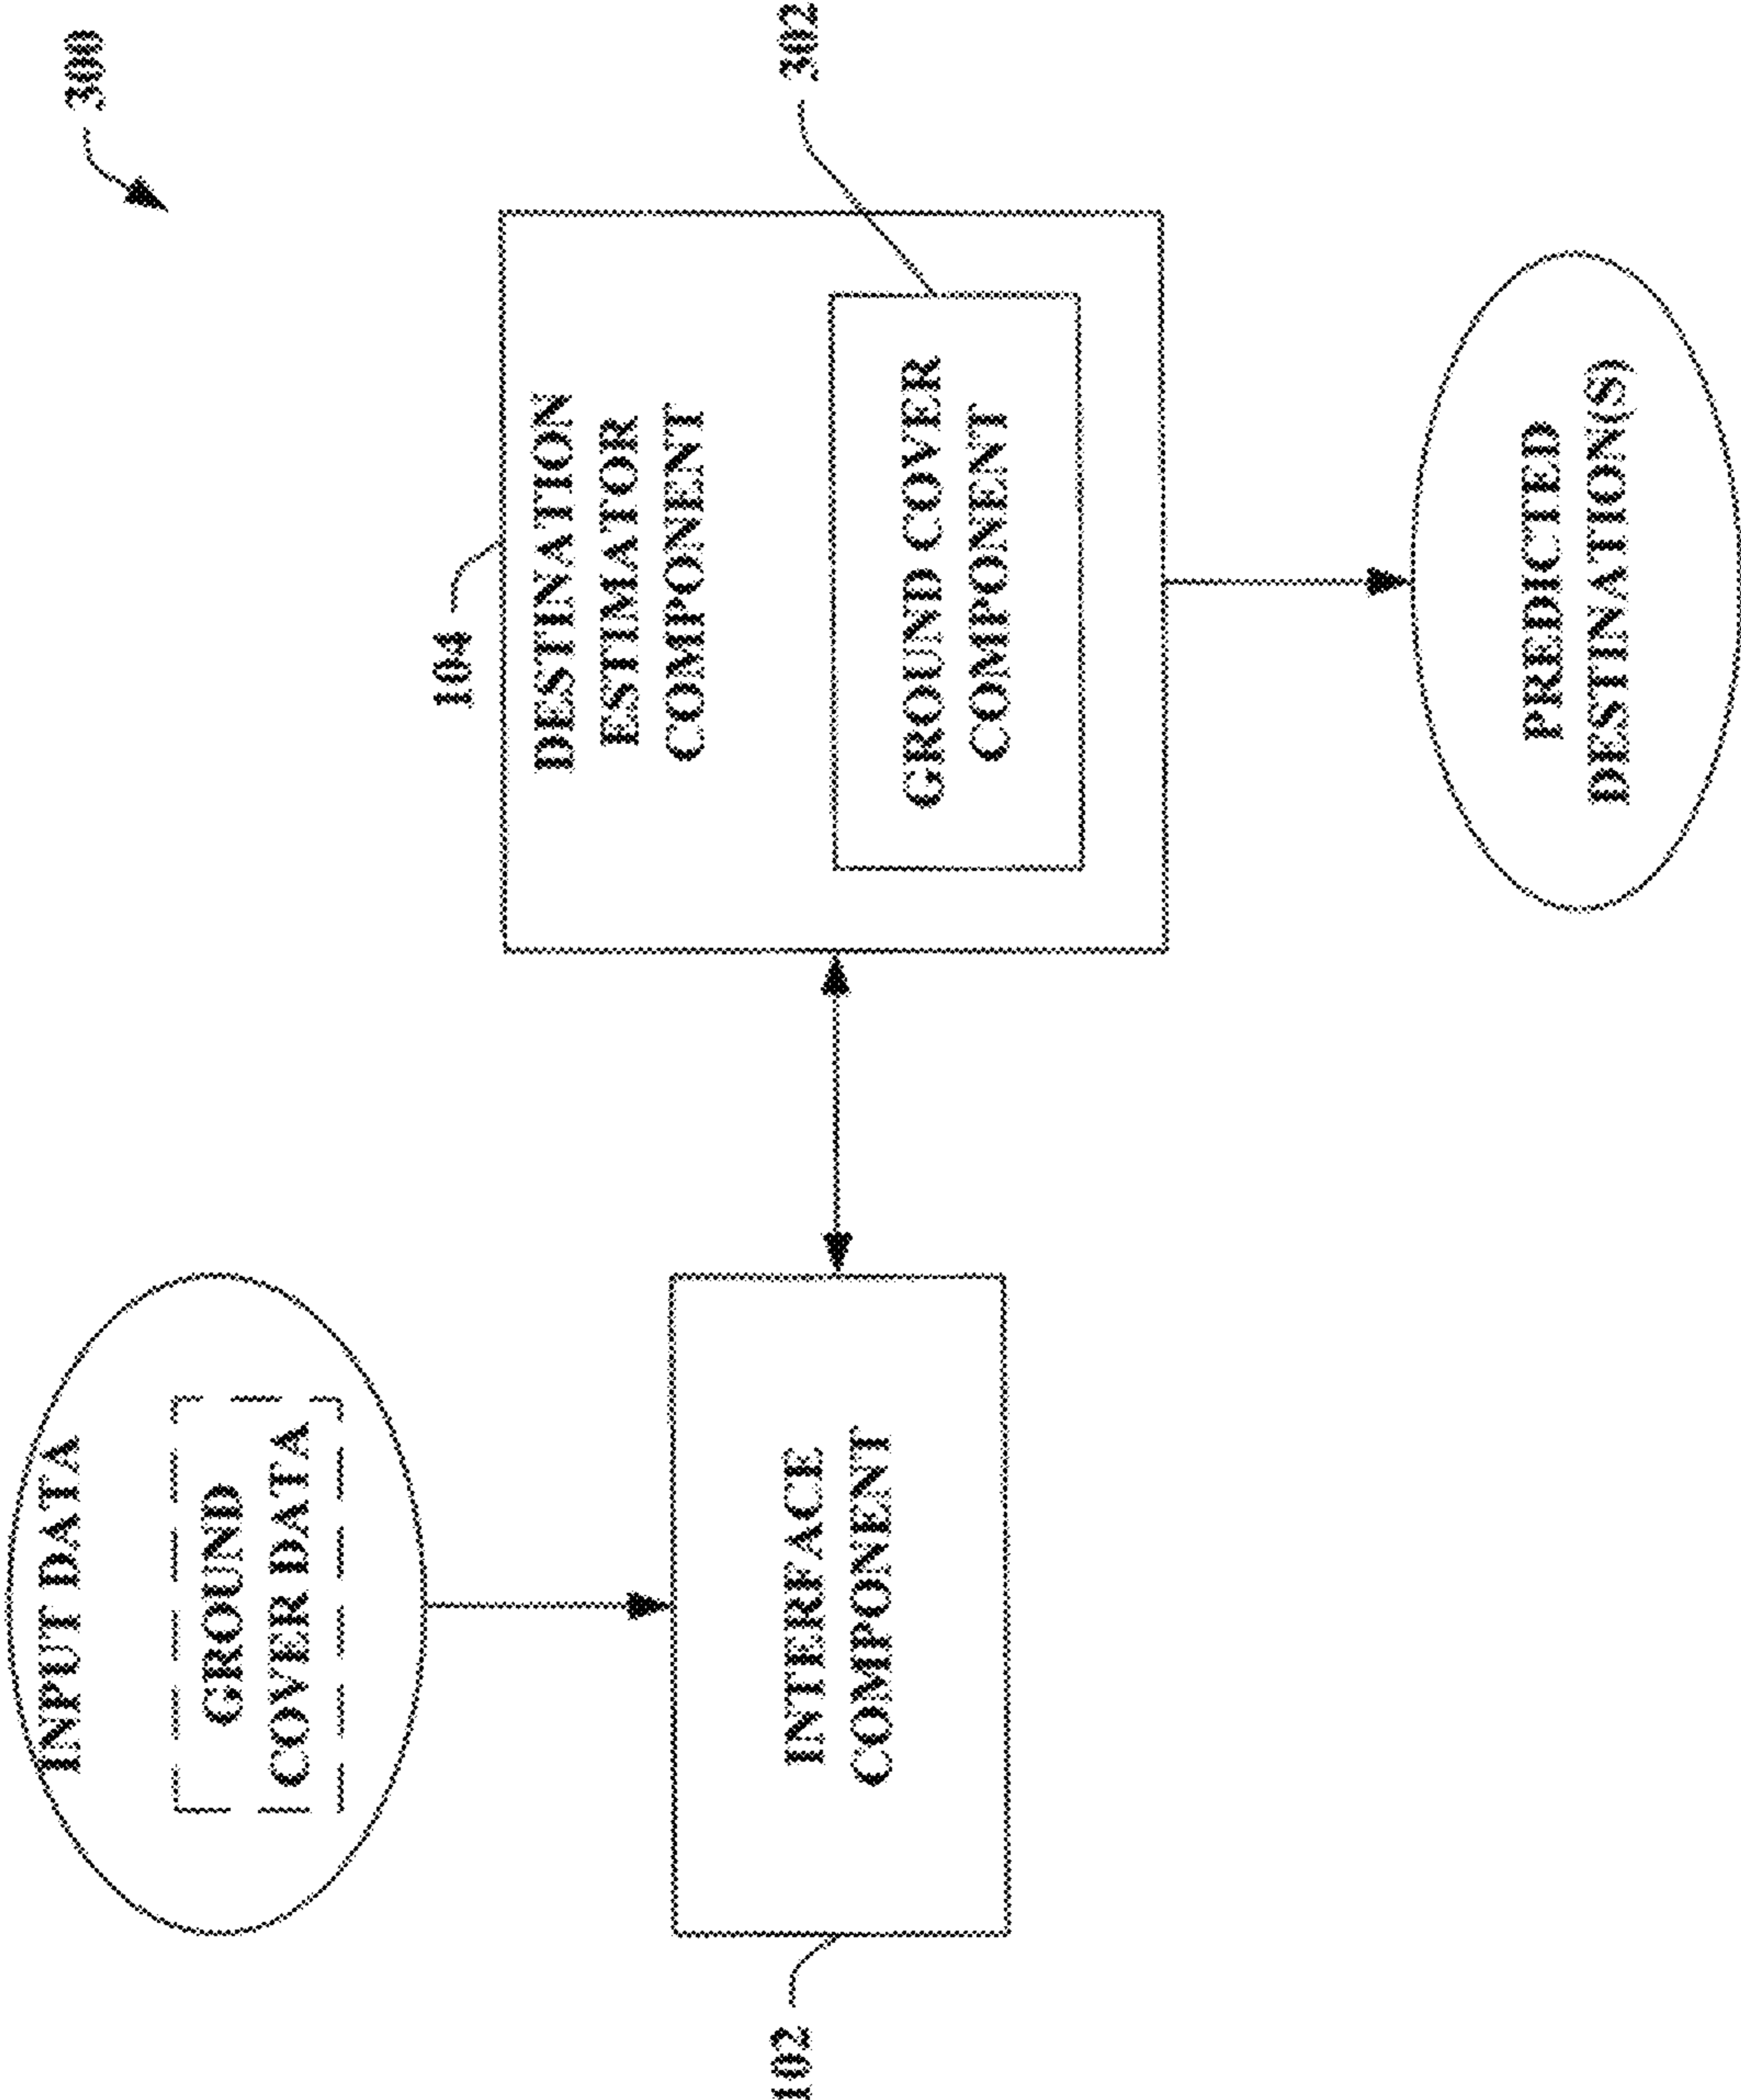 300
INPUT DATA
GROUND
COVER DATA
104
DESTINATION
ESTIMATOR
COMPONENT
302
102
INTERFACE
COMPONENT
GROUND COVER
COMPONENT
PREDICTED
DESTINATION(S)